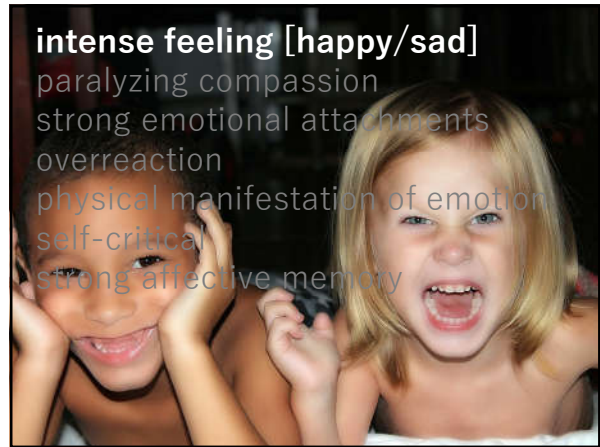 intense feeling [happy/sad]
paralyzing compassion
strong emotional attachments
overreaction
physical manifestation of emotion
self-critical
strong affective memory